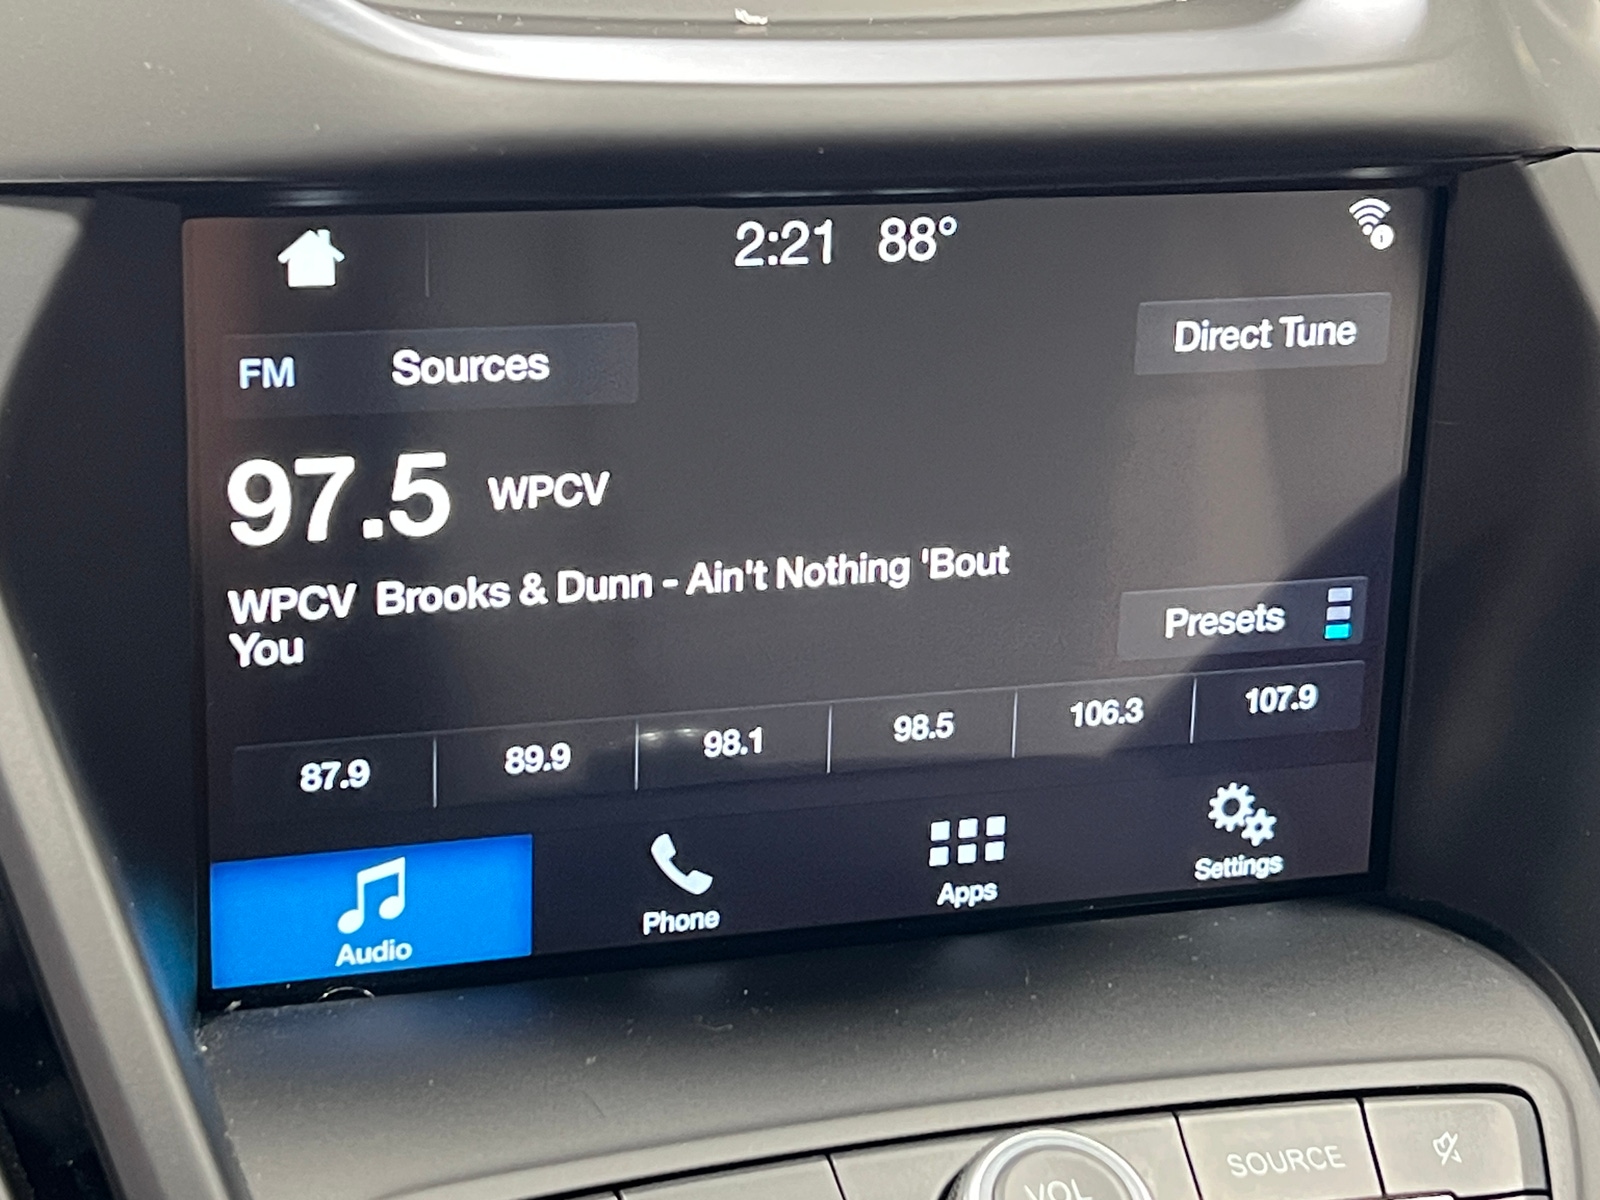 2:21 88°
FM Sources
Direct Tune
97.5 WPCV
WPCV Brooks & Dunn - Ain't Nothing 'Bout
You
Presets
87.9 89.9 98.1 98.5 106.3 107.9
Audio Phone Apps Settings
VOL SOURCE